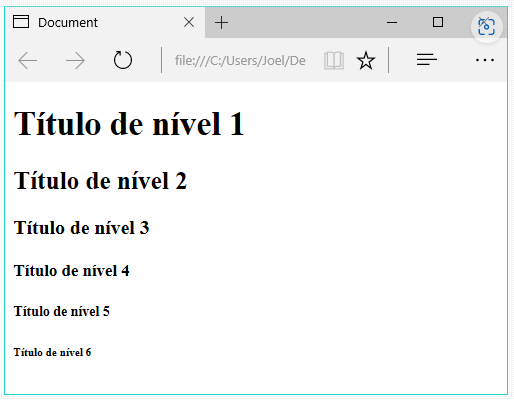 Document
file:///C:/Users/Joel/De
Título de nível 1
Título de nível 2
Título de nível 3
Título de nível 4
Título de nível 5
Título de nível 6